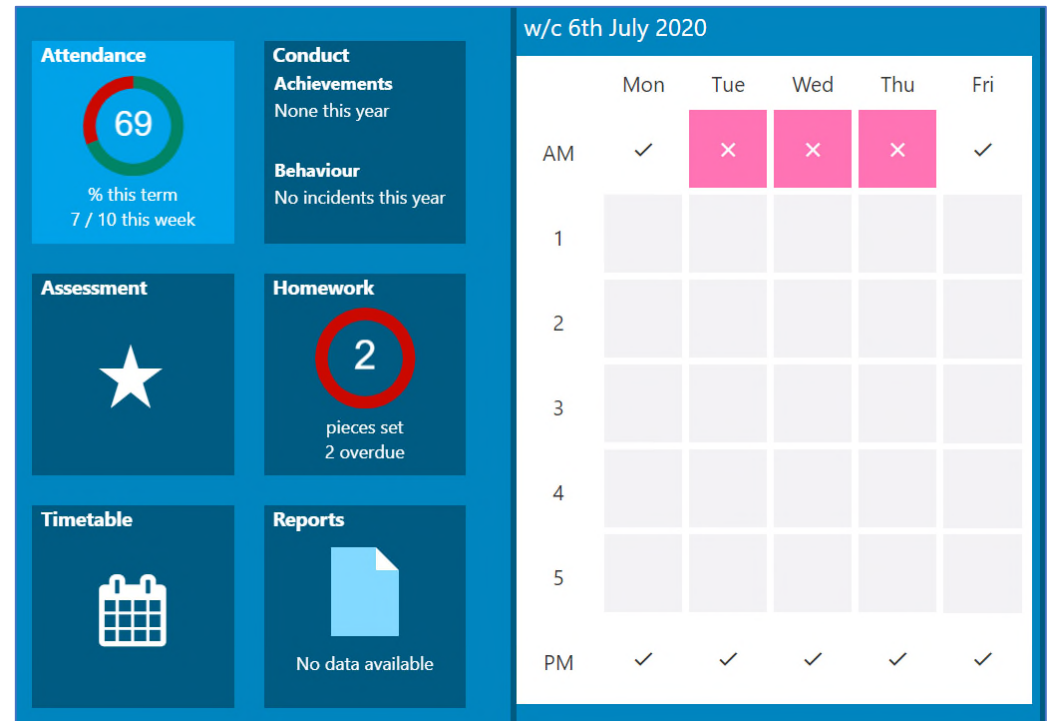 Attendance
69
% this term
7 / 10 this week
Conduct
Achievements
None this year
Behaviour
No incidents this year
Assessment
Homework
2
pieces set
2 overdue
Timetable
Reports
No data available
w/c 6th July 2020
Mon Tue Wed Thu Fri
AM ✓ ✕ ✕ ✕ ✓
1
2
3
4
5
PM ✓ ✓ ✓ ✓ ✓